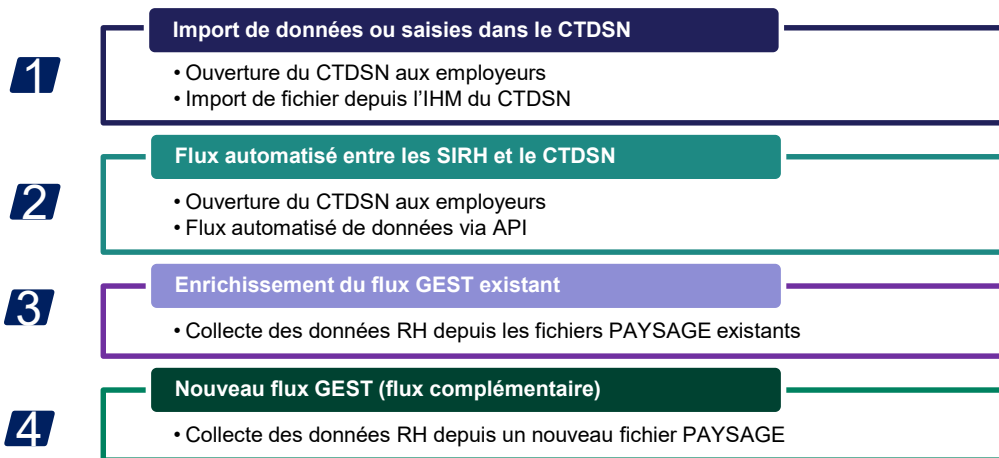 1
Import de données ou saisies dans le CTDSN
• Ouverture du CTDSN aux employeurs
• Import de fichier depuis l'IHM du CTDSN
2
Flux automatisé entre les SIRH et le CTDSN
• Ouverture du CTDSN aux employeurs
• Flux automatisé de données via API
3
Enrichissement du flux GEST existant
• Collecte des données RH depuis les fichiers PAYSAGE existants
4
Nouveau flux GEST (flux complémentaire)
• Collecte des données RH depuis un nouveau fichier PAYSAGE